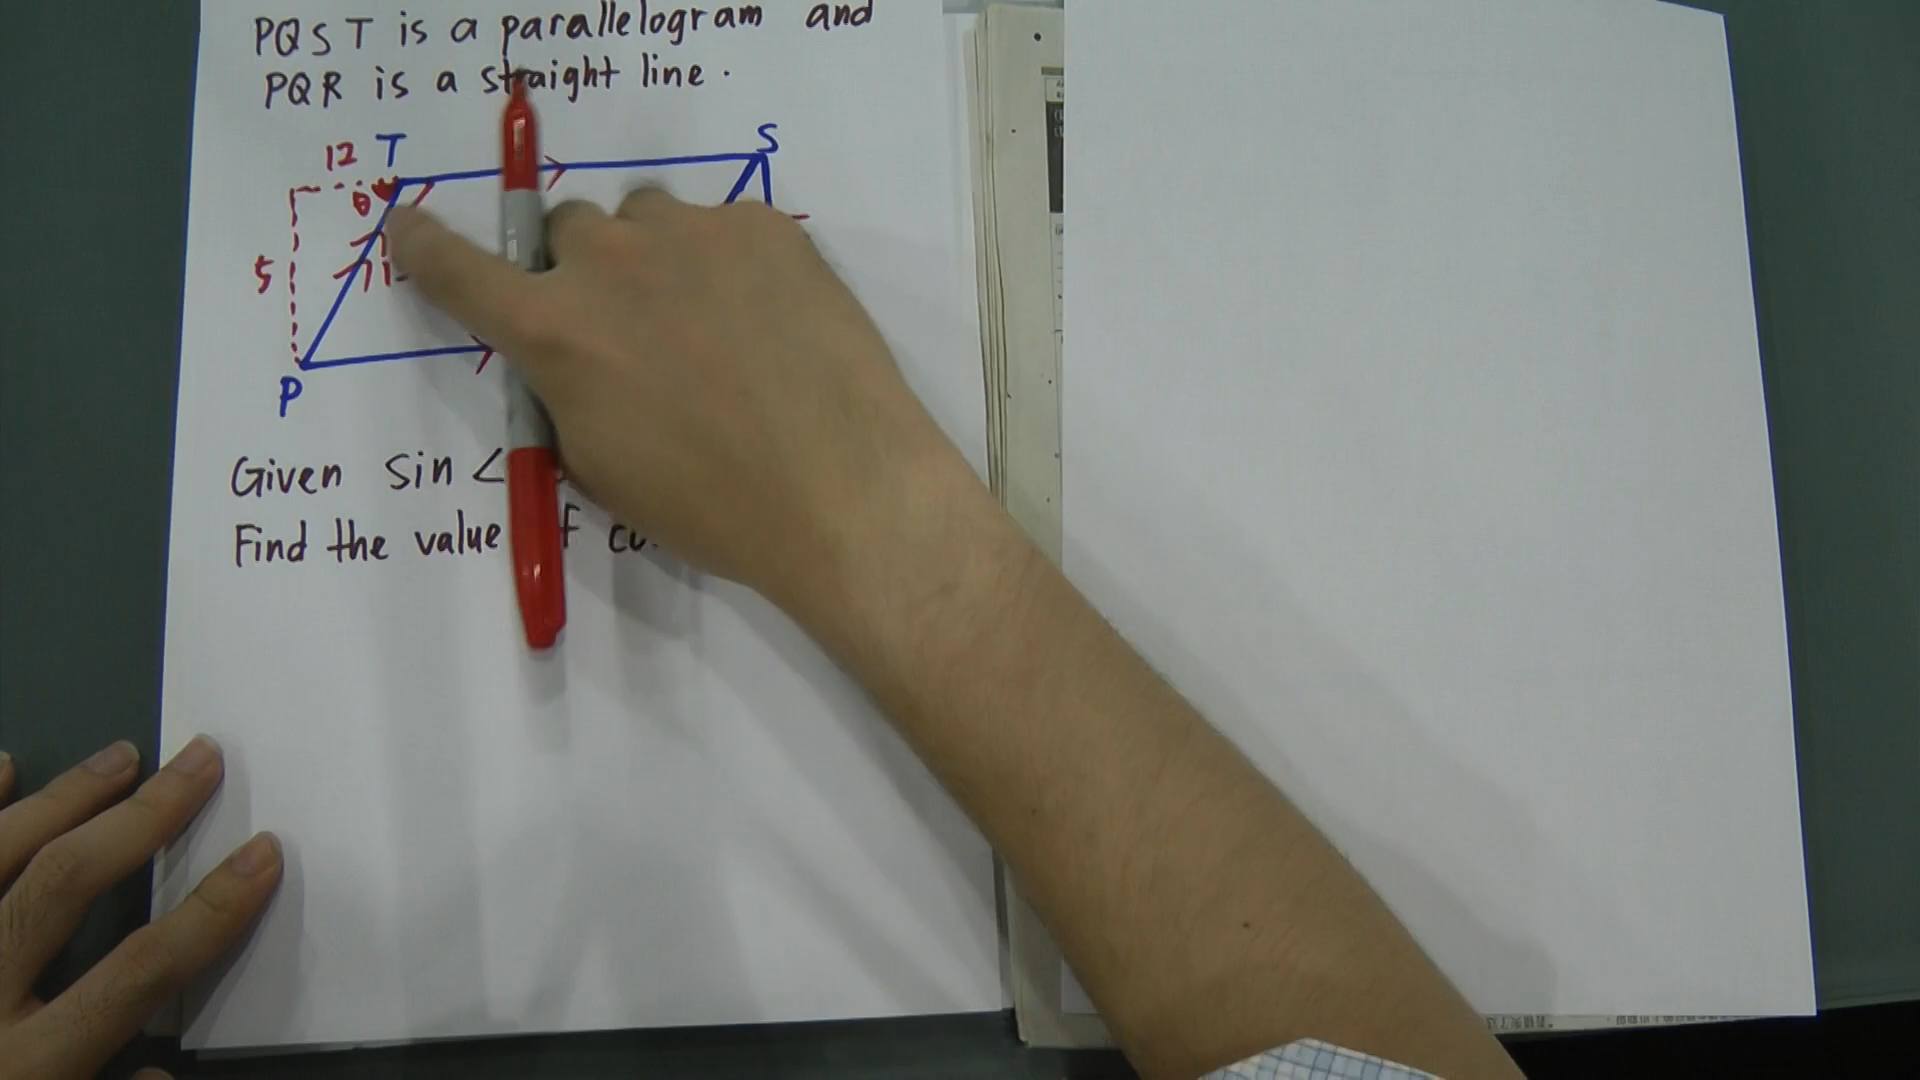 PQST is a parallelogram and
PQR is a straight line.
12 T
S
θ
5
P
Given sin ∠
Find the value